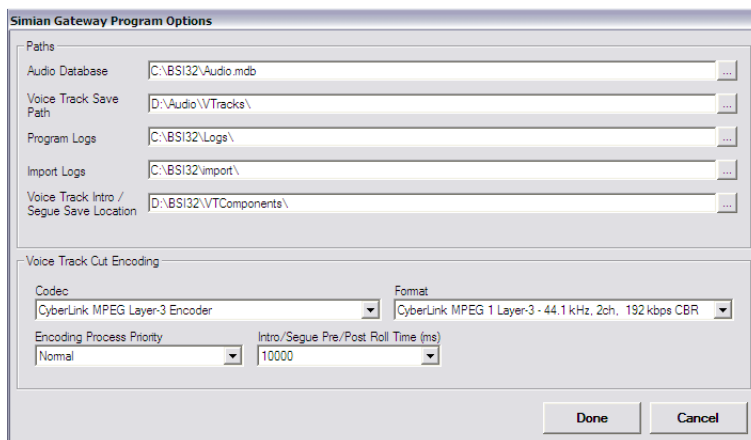 Simian Gateway Program Options
Paths
Audio Database
C:\BSI32\Audio.mdb
...
Voice Track Save
Path
D:\Audio\VTracks\
...
Program Logs
C:\BSI32\Logs\
...
Import Logs
C:\BSI32\import\
...
Voice Track Intro /
Segue Save Location
D:\BSI32\VTComponents\
...
Voice Track Cut Encoding
Codec
Format
CyberLink MPEG Layer-3 Encoder
CyberLink MPEG 1 Layer-3 - 44.1 kHz, 2ch, 192 kbps CBR
Encoding Process Priority
Intro/Segue Pre/Post Roll Time (ms)
Normal
10000
Done
Cancel